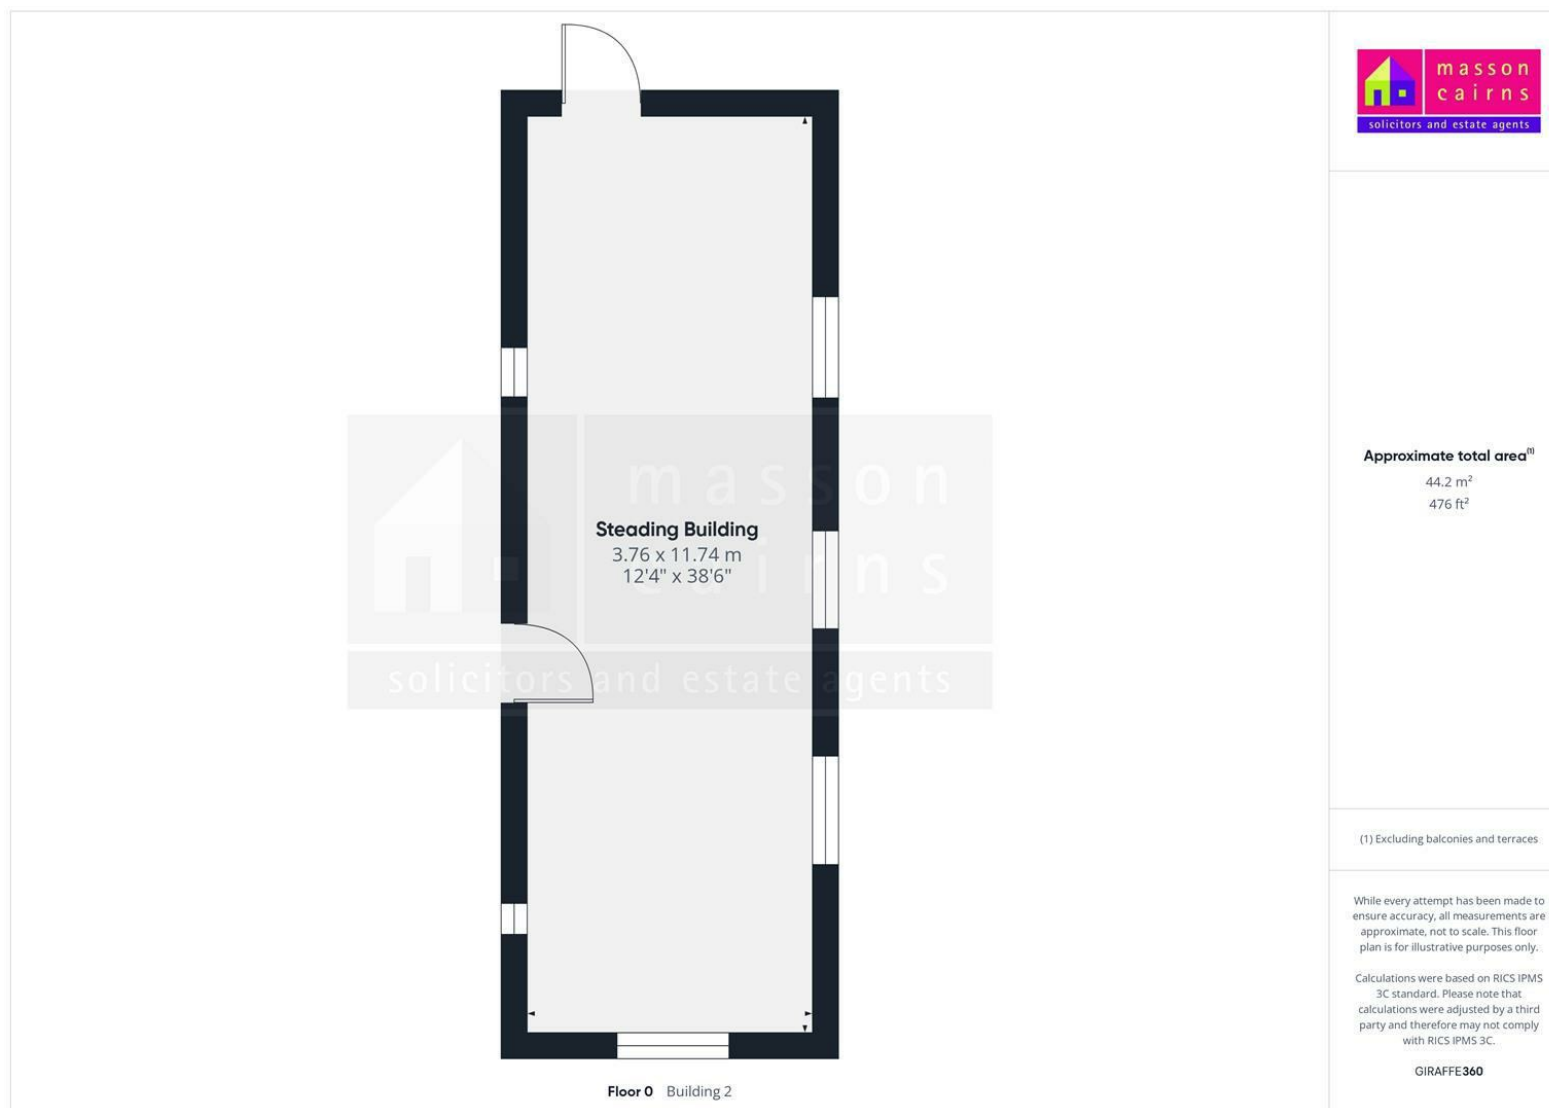 masson
cairns
solicitors and estate agents
Approximate total area(1)
44.2 m²
476 ft²
masson
cairns
solicitors and estate agents
Steading Building
3.76 x 11.74 m
12'4" x 38'6"
(1) Excluding balconies and terraces
While every attempt has been made to
ensure accuracy, all measurements are
approximate, not to scale. This floor
plan is for illustrative purposes only.
Calculations were based on RICS IPMS
3C standard. Please note that
calculations were adjusted by a third
party and therefore may not comply
with RICS IPMS 3C.
GIRAFFE360
Floor 0 Building 2